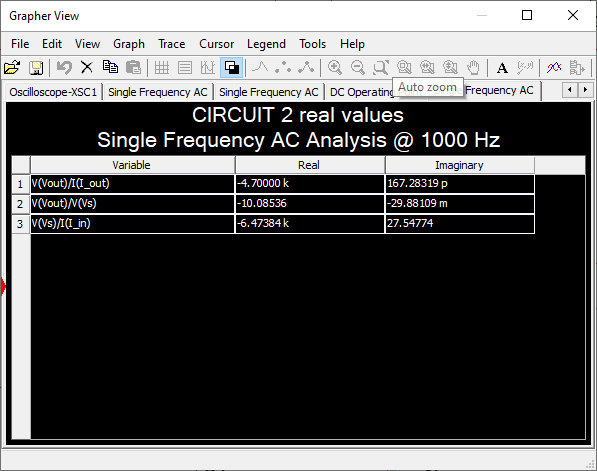 Grapher View
File Edit View Graph Trace Cursor Legend Tools Help
Oscilloscope-XSC1 Single Frequency AC Single Frequency AC DC Operating Auto zoom Frequency AC
CIRCUIT 2 real values
Single Frequency AC Analysis @ 1000 Hz
Variable Real Imaginary
1 V(Vout)/I(I_out) -4.70000 k 167.28319 p
2 V(Vout)/V(Vs) -10.08536 -29.88109 m
3 V(Vs)/I(I_in) -6.47384 k 27.54774